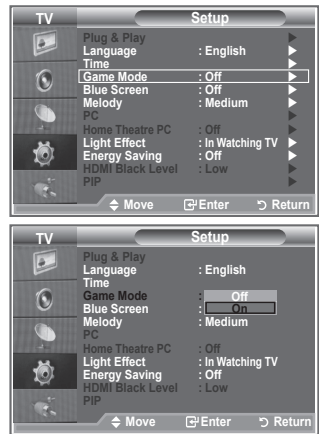 TV Setup
Plug & Play
Language : English
Time
Game Mode : Off
Blue Screen : Off
Melody : Medium
PC
Home Theatre PC : Off
Light Effect : In Watching TV
Energy Saving : Off
HDMI Black Level : Low
PIP
Move Enter Return
TV Setup
Plug & Play
Language : English
Time
Game Mode : Off
Blue Screen : On
Melody : Medium
PC
Home Theatre PC : Off
Light Effect : In Watching TV
Energy Saving : Off
HDMI Black Level : Low
PIP
Move Enter Return